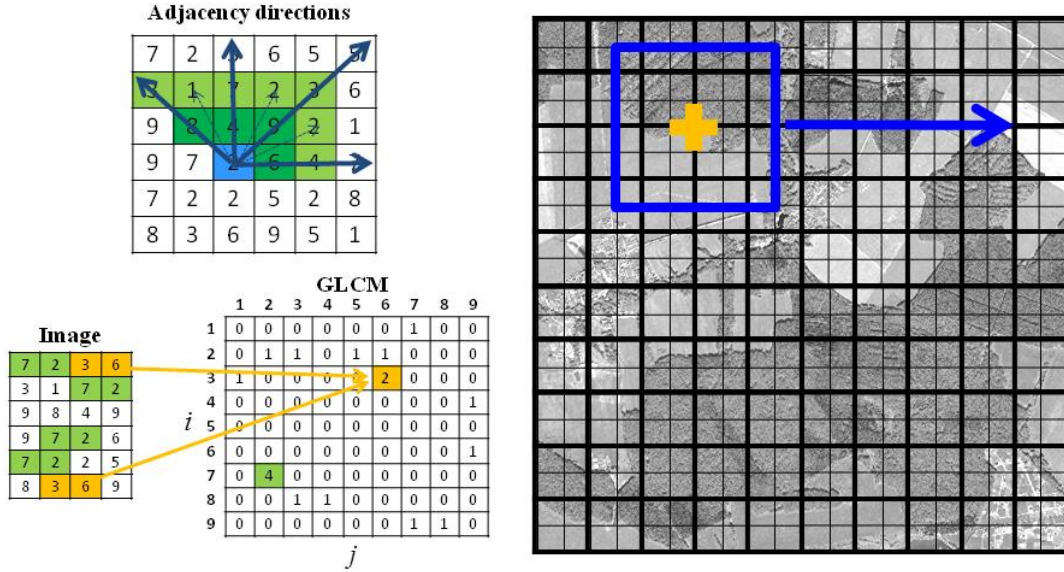 Adjacency directions
7 2 3 6 5 5
3 1 7 2 3 6
9 8 4 9 2 1
9 7 2 6 4
7 2 2 5 2 8
8 3 6 9 5 1
GLCM
1 2 3 4 5 6 7 8 9
1 0 0 0 0 0 0 1 0 0
2 0 1 1 0 1 1 0 0 0
3 1 0 0 0 0 2 0 0 0
4 0 0 0 0 0 0 0 0 1
5 0 0 0 0 0 0 0 0 0
6 0 0 0 0 0 0 0 0 1
7 0 4 0 0 0 0 0 0 0
8 0 0 1 1 0 0 0 0 0
9 0 0 0 0 0 0 1 1 0
i
j
Image
7 2 3 6
3 1 7 2
9 8 4 9
9 7 2 6
7 2 2 5
8 3 6 9